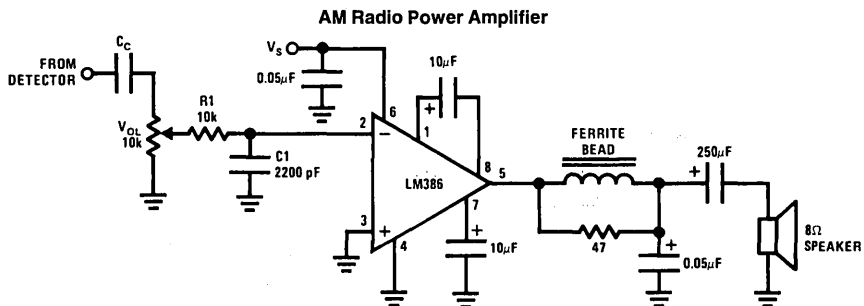 AM Radio Power Amplifier
FROM
DETECTOR
CC
VOL
10k
R1
10k
C1
2200 pF
VS
0.05μF
10μF
+
6
2
−
1
8
5
LM386
3
+
4
7
+
10μF
FERRITE
BEAD
47
+
250μF
+
0.05μF
8Ω
SPEAKER